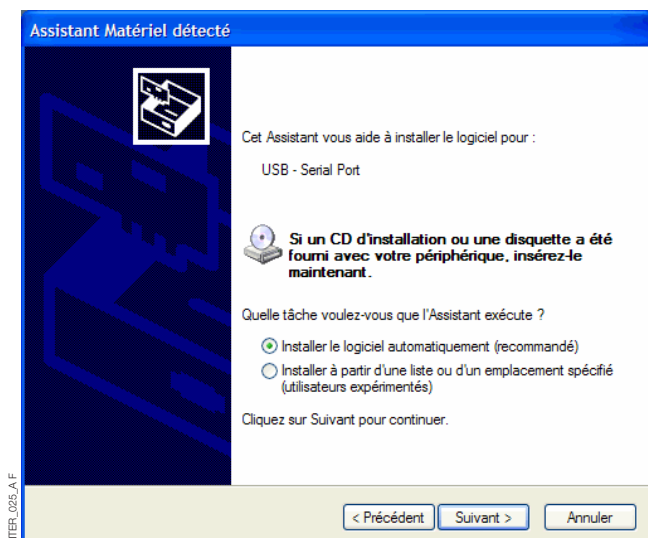 Assistant Matériel détecté
Cet Assistant vous aide à installer le logiciel pour :
USB - Serial Port
Si un CD d'installation ou une disquette a été
fourni avec votre périphérique, insérez-le
maintenant.
Quelle tâche voulez-vous que l'Assistant exécute ?
Installer le logiciel automatiquement (recommandé)
Installer à partir d'une liste ou d'un emplacement spécifié
(utilisateurs expérimentés)
Cliquez sur Suivant pour continuer.
< Précédent
Suivant >
Annuler
ITER_025_A F